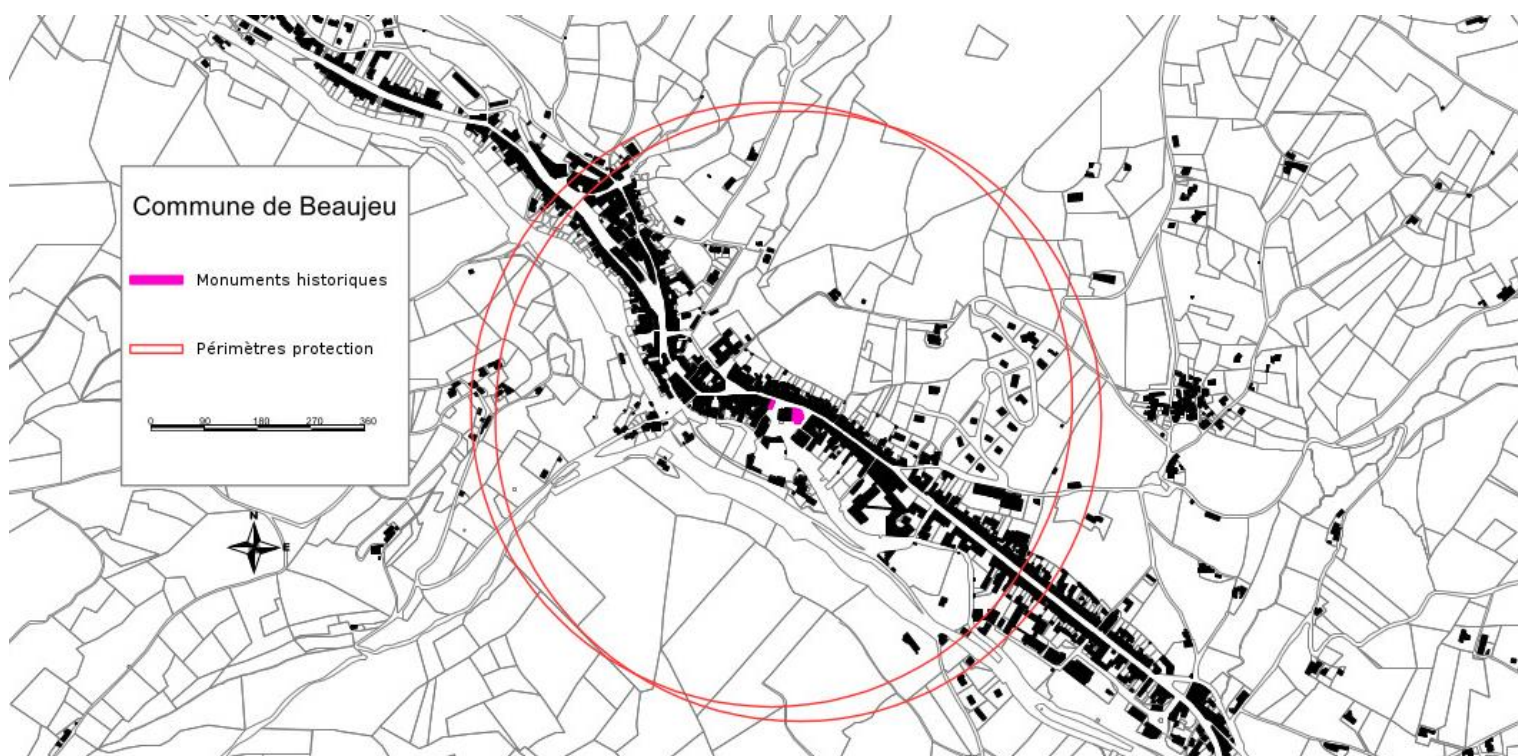 Commune de Beaujeu
Monuments historiques
Périmètres protection
0 90 180 270 360
N
E